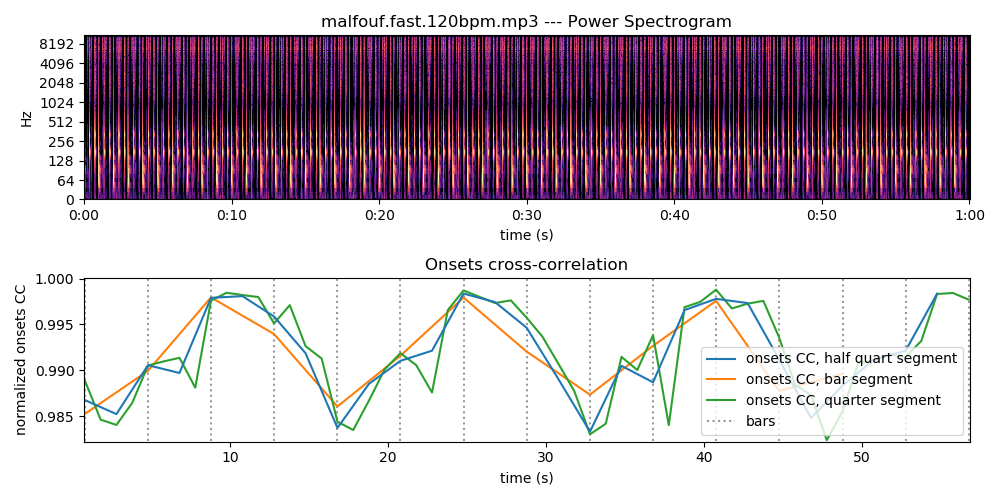 malfouf.fast.120bpm.mp3 --- Power Spectrogram
Hz
8192
4096
2048
1024
512
256
128
64
0
0:00 0:10 0:20 0:30 0:40 0:50 1:00
time (s)
Onsets cross-correlation
normalized onsets CC
1.000
0.995
0.990
0.985
onsets CC, half quart segment
onsets CC, bar segment
onsets CC, quarter segment
bars
10 20 30 40 50
time (s)